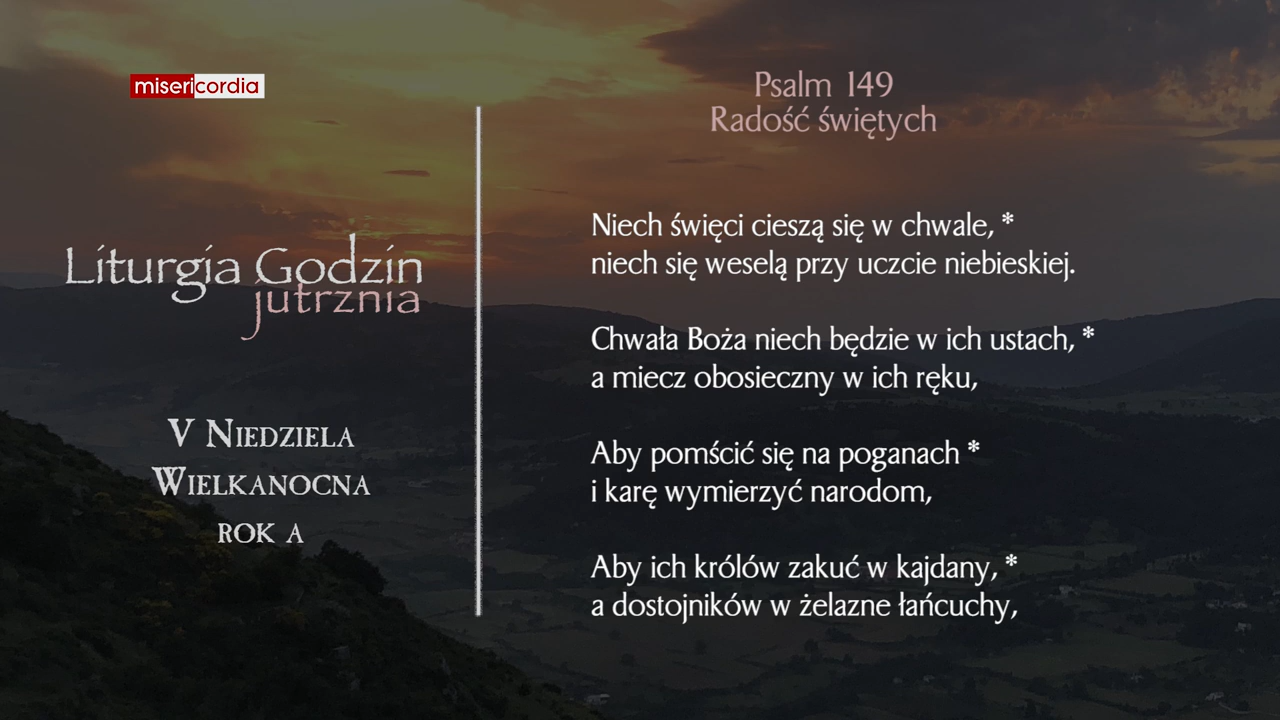 misericordia
Liturgia Godzin
jutrznia
V Niedziela
Wielkanocna
rok a
Psalm 149
Radość świętych
Niech święci cieszą się w chwale, *
niech się weselą przy uczcie niebieskiej.
Chwała Boża niech będzie w ich ustach, *
a miecz obosieczny w ich ręku,
Aby pomścić się na poganach *
i karę wymierzyć narodom,
Aby ich królów zakuć w kajdany, *
a dostojników w żelazne łańcuchy,